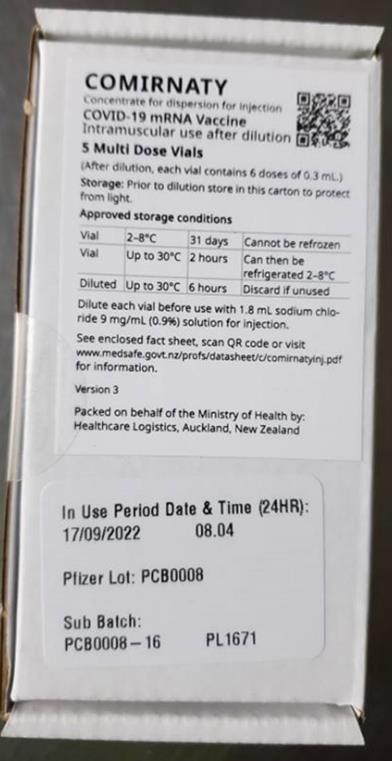 COMIRNATY
Concentrate for dispersion for injection
COVID-19 mRNA Vaccine
Intramuscular use after dilution
5 Multi Dose Vials
(After dilution, each vial contains 6 doses of 0.3 mL.)
Storage: Prior to dilution store in this carton to protect
from light.
Approved storage conditions
Vial 2-8°C 31 days Cannot be refrozen
Vial Up to 30°C 2 hours Can then be
refrigerated 2-8°C
Diluted Up to 30°C 6 hours Discard if unused
Dilute each vial before use with 1.8 mL sodium chlo-
ride 9 mg/mL (0.9%) solution for injection.
See enclosed fact sheet, scan QR code or visit
www.medsafe.govt.nz/profs/datasheet/c/comirnatyinj.pdf
for information.
Version 3
Packed on behalf of the Ministry of Health by:
Healthcare Logistics, Auckland, New Zealand
In Use Period Date & Time (24HR):
17/09/2022 08.04
Pfizer Lot: PCB0008
Sub Batch:
PCB0008-16 PL1671